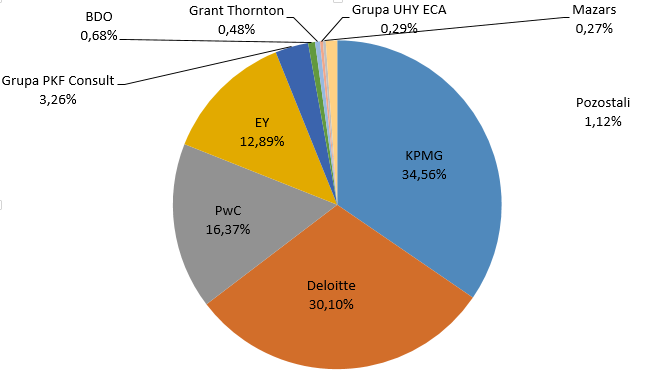 BDO
0,68%
Grant Thornton
0,48%
Grupa UHY ECA
0,29%
Mazars
0,27%
Grupa PKF Consult
3,26%
Pozostali
1,12%
EY
12,89%
KPMG
34,56%
PwC
16,37%
Deloitte
30,10%